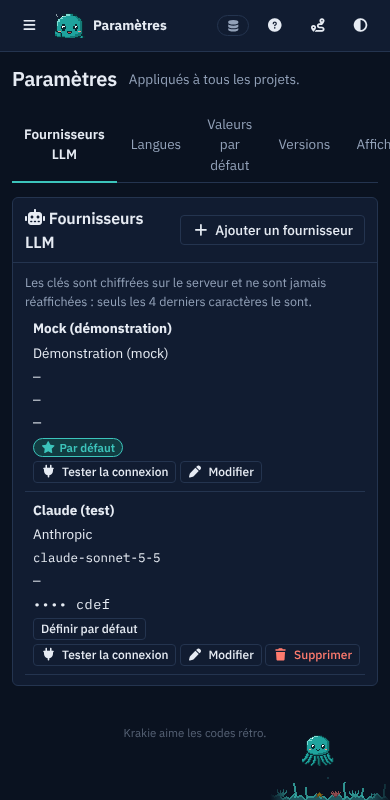 Paramètres
Paramètres Appliqués à tous les projets.
Fournisseurs
LLM
Langues
Valeurs
par
défaut
Versions
Affich
Fournisseurs
LLM
Ajouter un fournisseur
Les clés sont chiffrées sur le serveur et ne sont jamais
réaffichées : seuls les 4 derniers caractères le sont.
Mock (démonstration)
Démonstration (mock)
—
—
—
Par défaut
Tester la connexion Modifier
Claude (test)
Anthropic
claude-sonnet-5-5
—
•••• cdef
Définir par défaut
Tester la connexion Modifier Supprimer
Krakie aime les codes rétro.